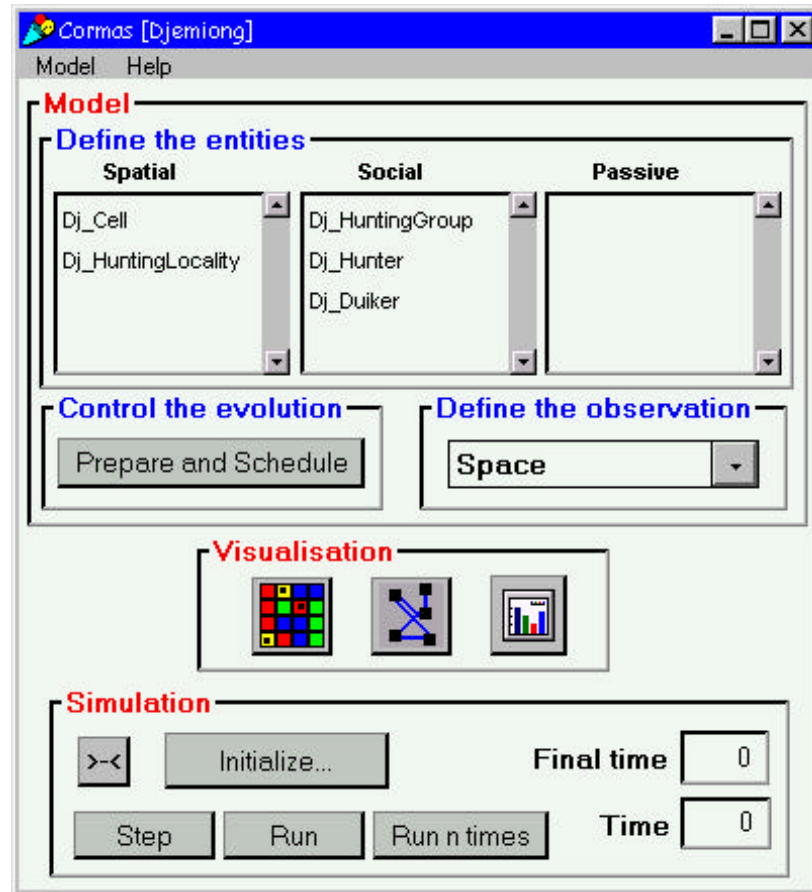 Cormas [Djemiong]
Model Help
Model
Define the entities
Spatial Social Passive
Dj_Cell Dj_HuntingGroup
Dj_HuntingLocality Dj_Hunter
Dj_Duiker
Control the evolution Define the observation
Prepare and Schedule Space
Visualisation
Simulation
>-< Initialize... Final time 0
Step Run Run n times Time 0